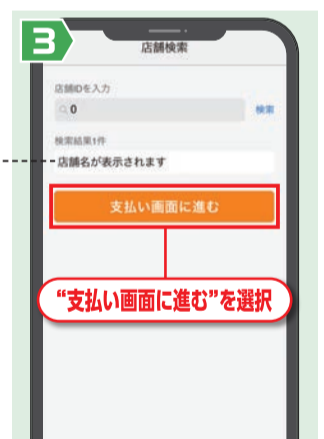 3
店舗検索
店舗IDを入力
0
検索
検索結果1件
店舗名が表示されます
支払い画面に進む
“支払い画面に進む”を選択